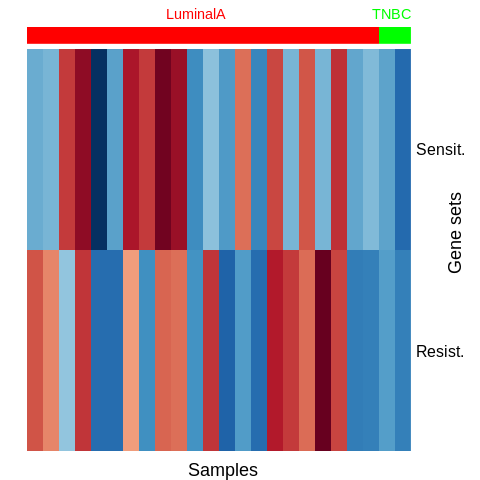 LuminalA TNBC
Sensit.
Gene sets
Resist.
Samples